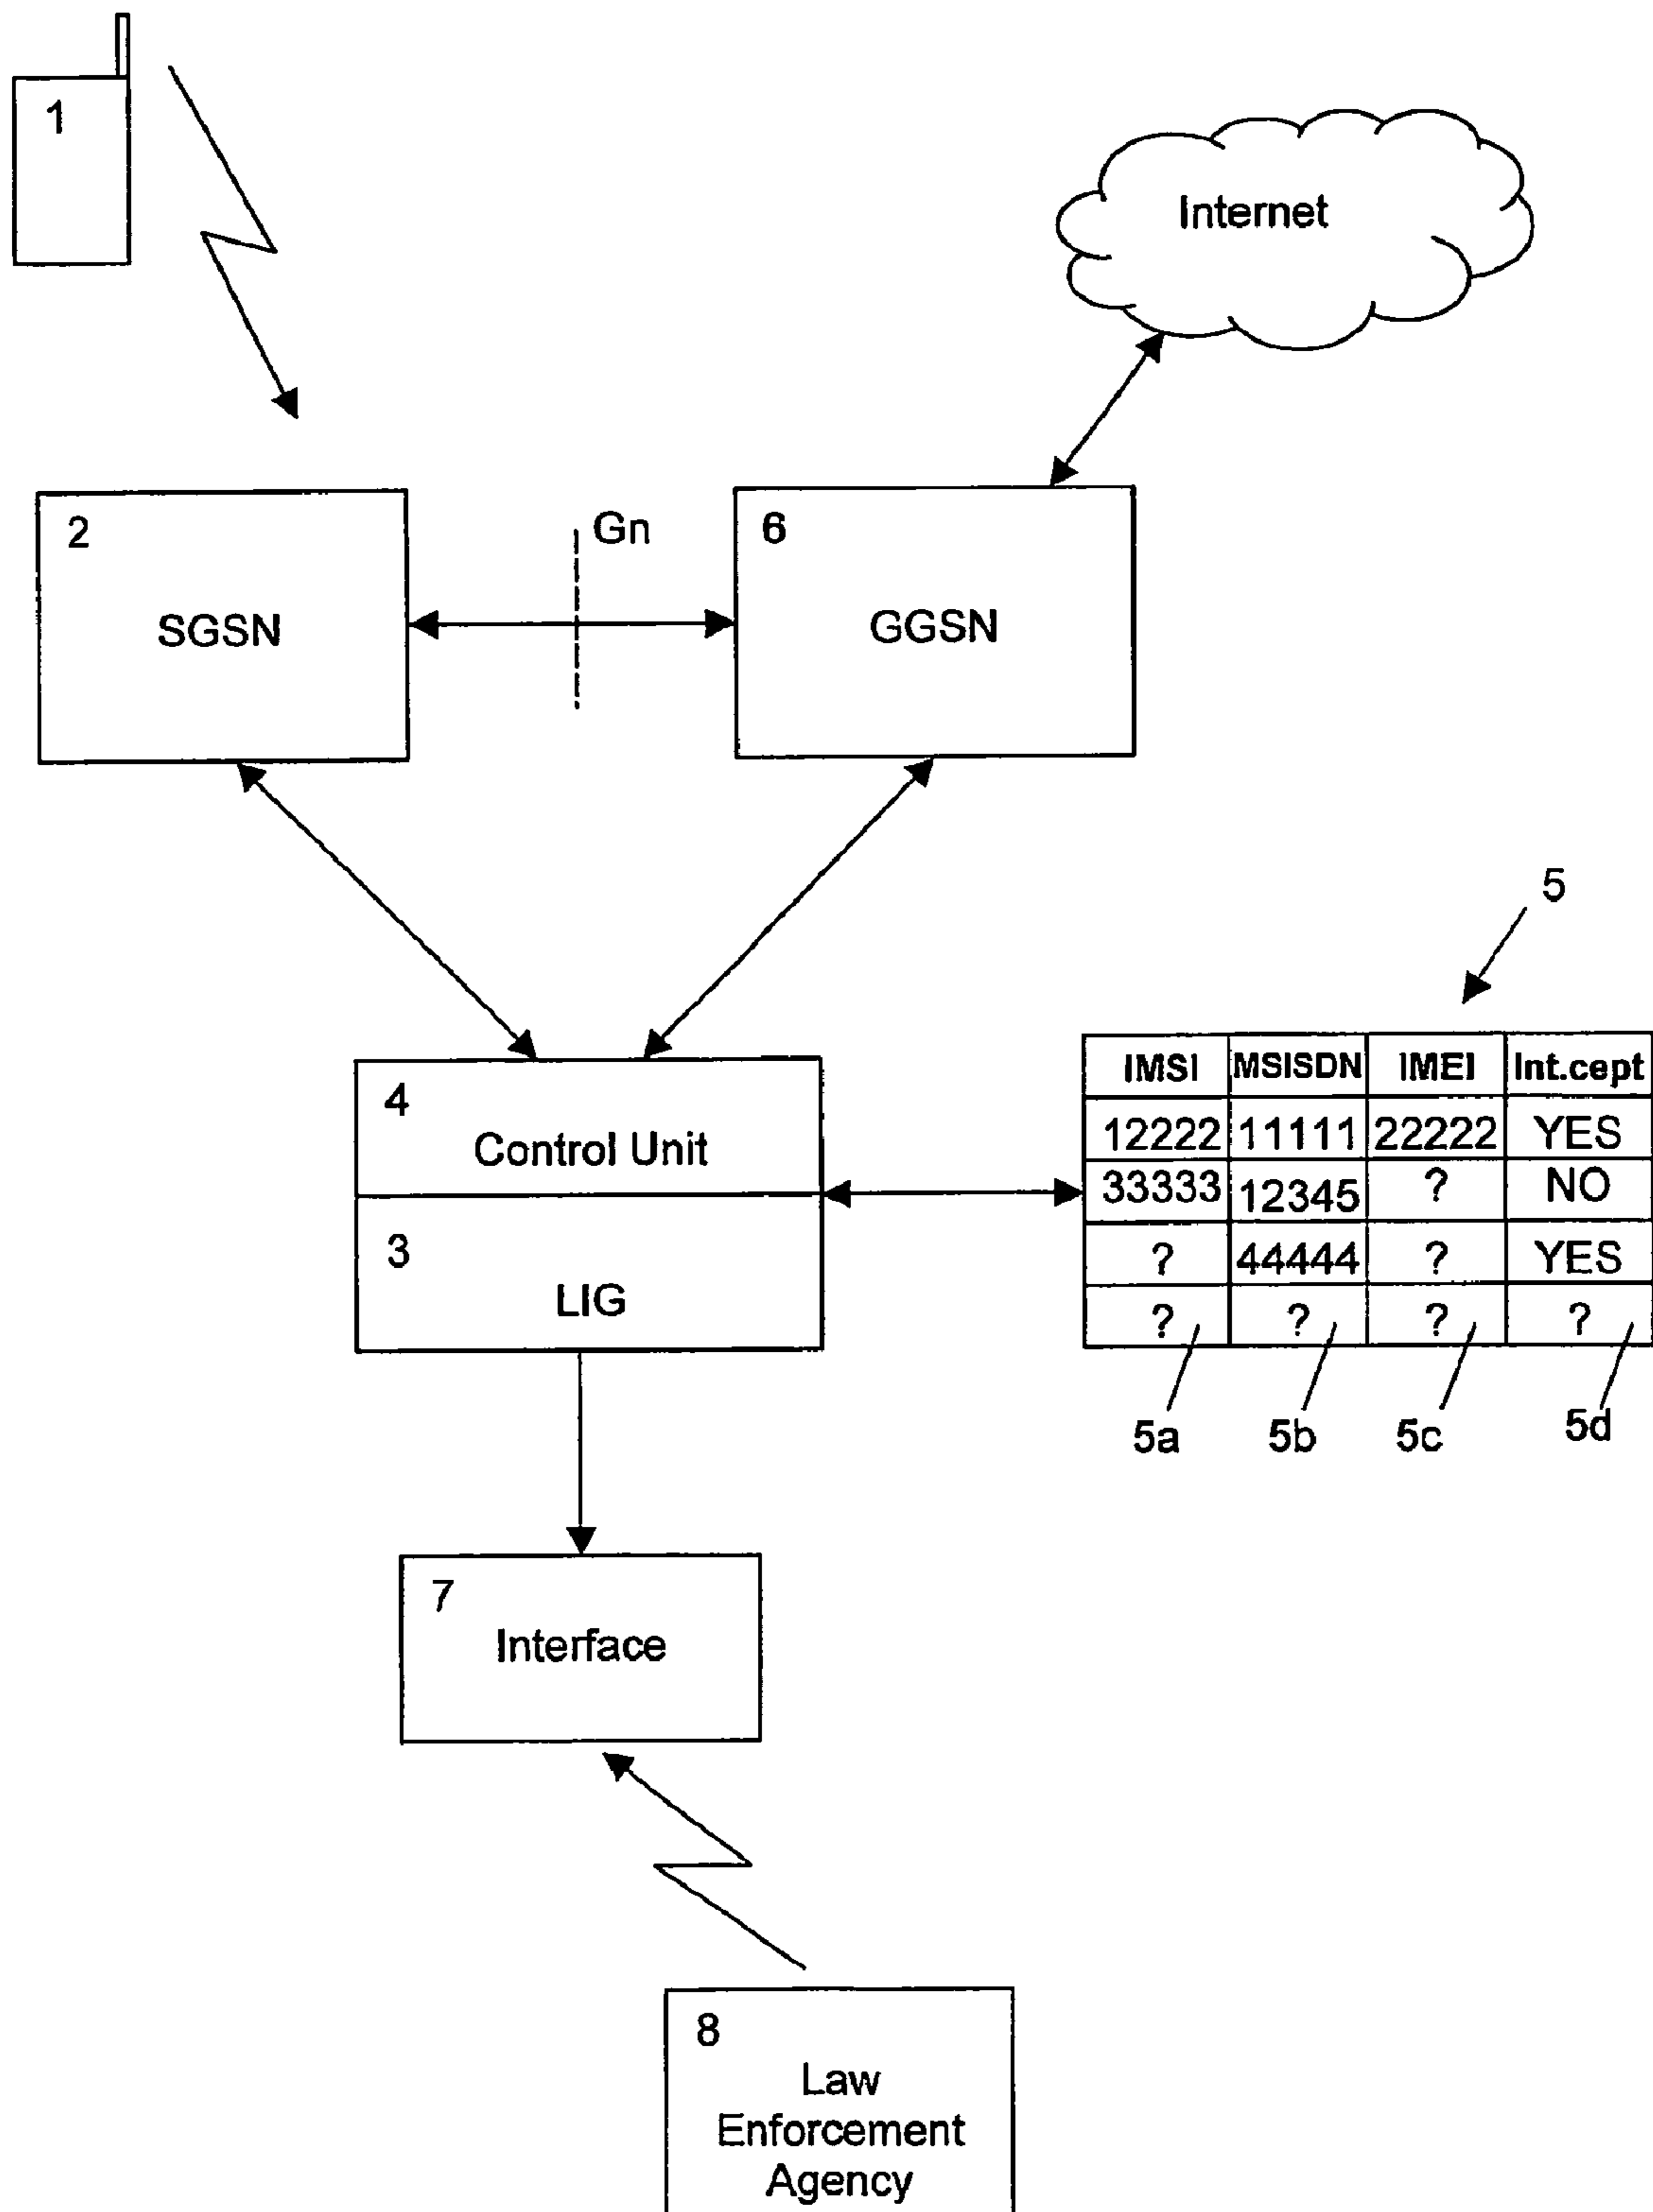 1
Internet
2
SGSN
Gn
6
GGSN
5
4
Control Unit
3
LIG
IMSI MSISDN IMEI Int.cept
12222 11111 22222 YES
33333 12345 ? NO
? 44444 ? YES
? ? ? ?
5a 5b 5c 5d
7
Interface
8
Law
Enforcement
Agency